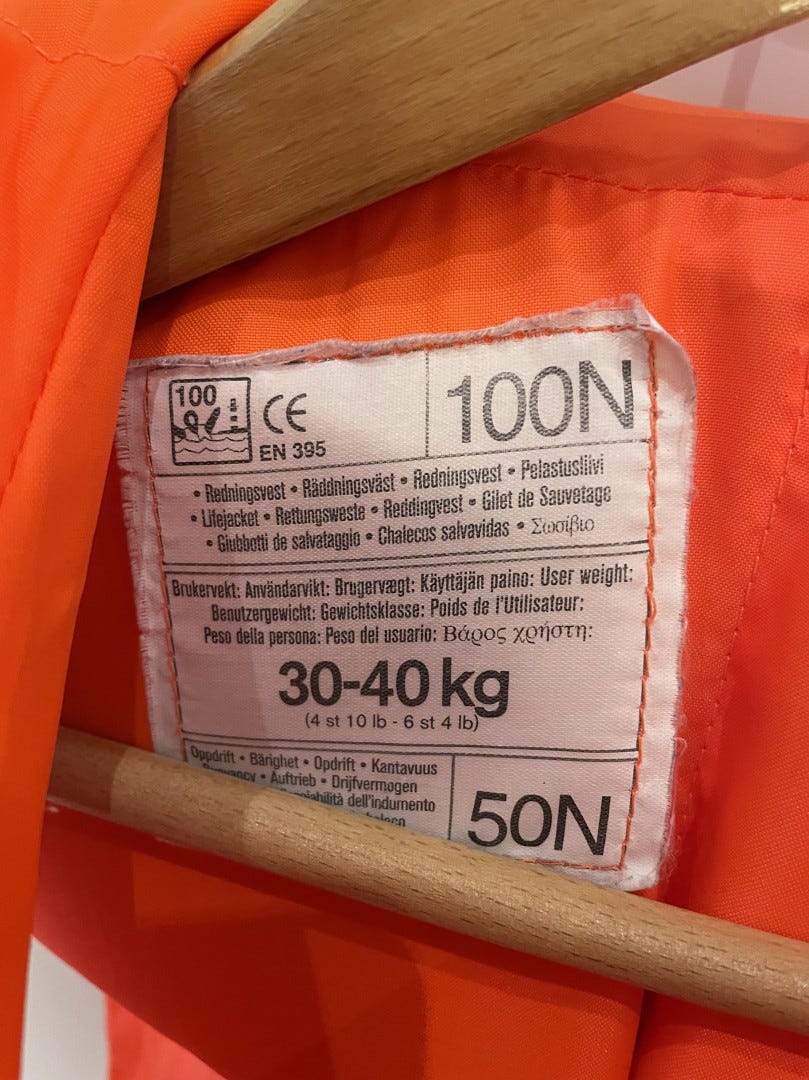 100
CE
EN 395
100N
• Redningsvest • Räddningsväst • Redningsvest • Pelastusliivi
• Lifejacket • Rettungsweste • Reddingvest • Gilet de Sauvetage
• Giubbotti de salvataggio • Chalecos salvavidas • Σωσίβιο
Brukervekt: Användarvikt: Brugervægt: Käyttäjän paino: User weight:
Benutzergewicht: Gewichtsklasse: Poids de l'Utilisateur:
Peso della persona: Peso del usuario: Βάρος χρήστη:
30-40 kg
(4 st 10 lb - 6 st 4 lb)
Oppdrift • Bärighet • Opdrift • Kantavuus
• Auftrieb • Drijfvermogen
dell'indumento
50N